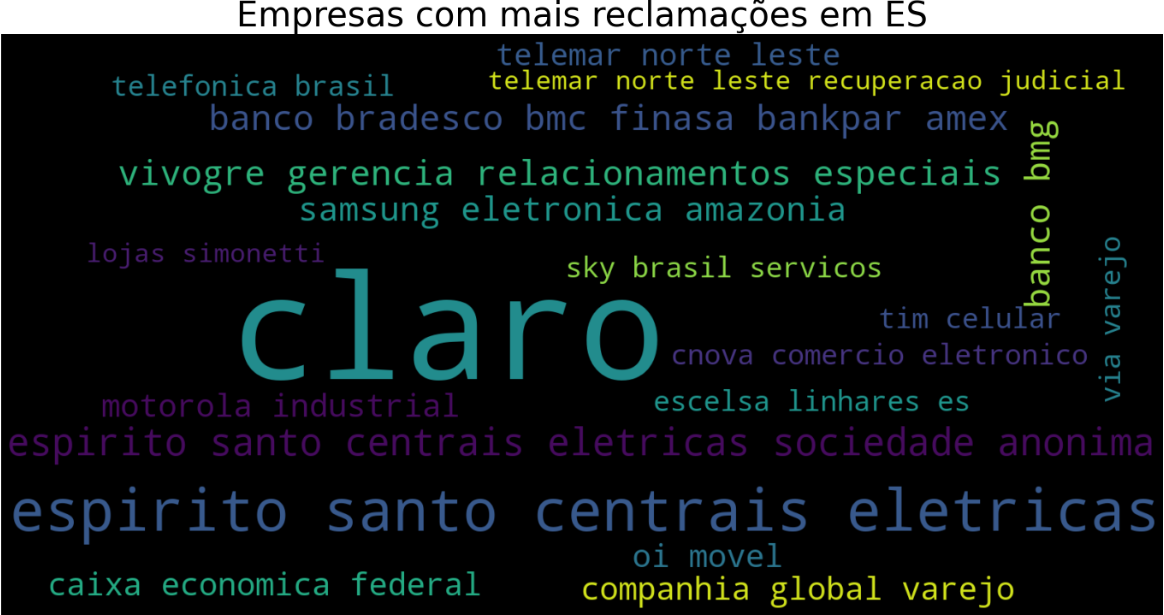 Empresas com mais reclamações em ES
telemar norte leste
telefonica brasil
telemar norte leste recuperacao judicial
banco bradesco bmc finasa bankpar amex
banco bmg
vivogre gerencia relacionamentos especiais
samsung eletronica amazonia
lojas simonetti
sky brasil servicos
via varejo
claro
tim celular
cnova comercio eletronico
motorola industrial
escelsa linhares es
espirito santo centrais eletricas sociedade anonima
espirito santo centrais eletricas
oi movel
caixa economica federal
companhia global varejo